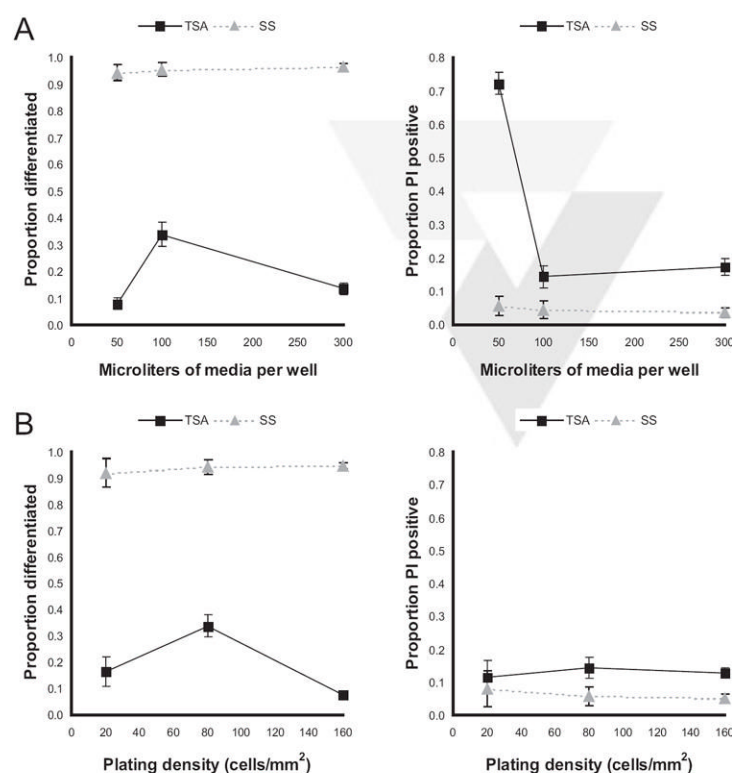 A
TSA SS
Proportion differentiated
1.0
0.9
0.8
0.7
0.6
0.5
0.4
0.3
0.2
0.1
0.0
0 50 100 150 200 250 300
Microliters of media per well
TSA SS
Proportion PI positive
0.8
0.7
0.6
0.5
0.4
0.3
0.2
0.1
0.0
0 50 100 150 200 250 300
Microliters of media per well
B
TSA SS
Proportion differentiated
1.0
0.9
0.8
0.7
0.6
0.5
0.4
0.3
0.2
0.1
0.0
0 20 40 60 80 100 120 140 160
Plating density (cells/mm²)
TSA SS
Proportion PI positive
0.8
0.7
0.6
0.5
0.4
0.3
0.2
0.1
0.0
0 20 40 60 80 100 120 140 160
Plating density (cells/mm²)